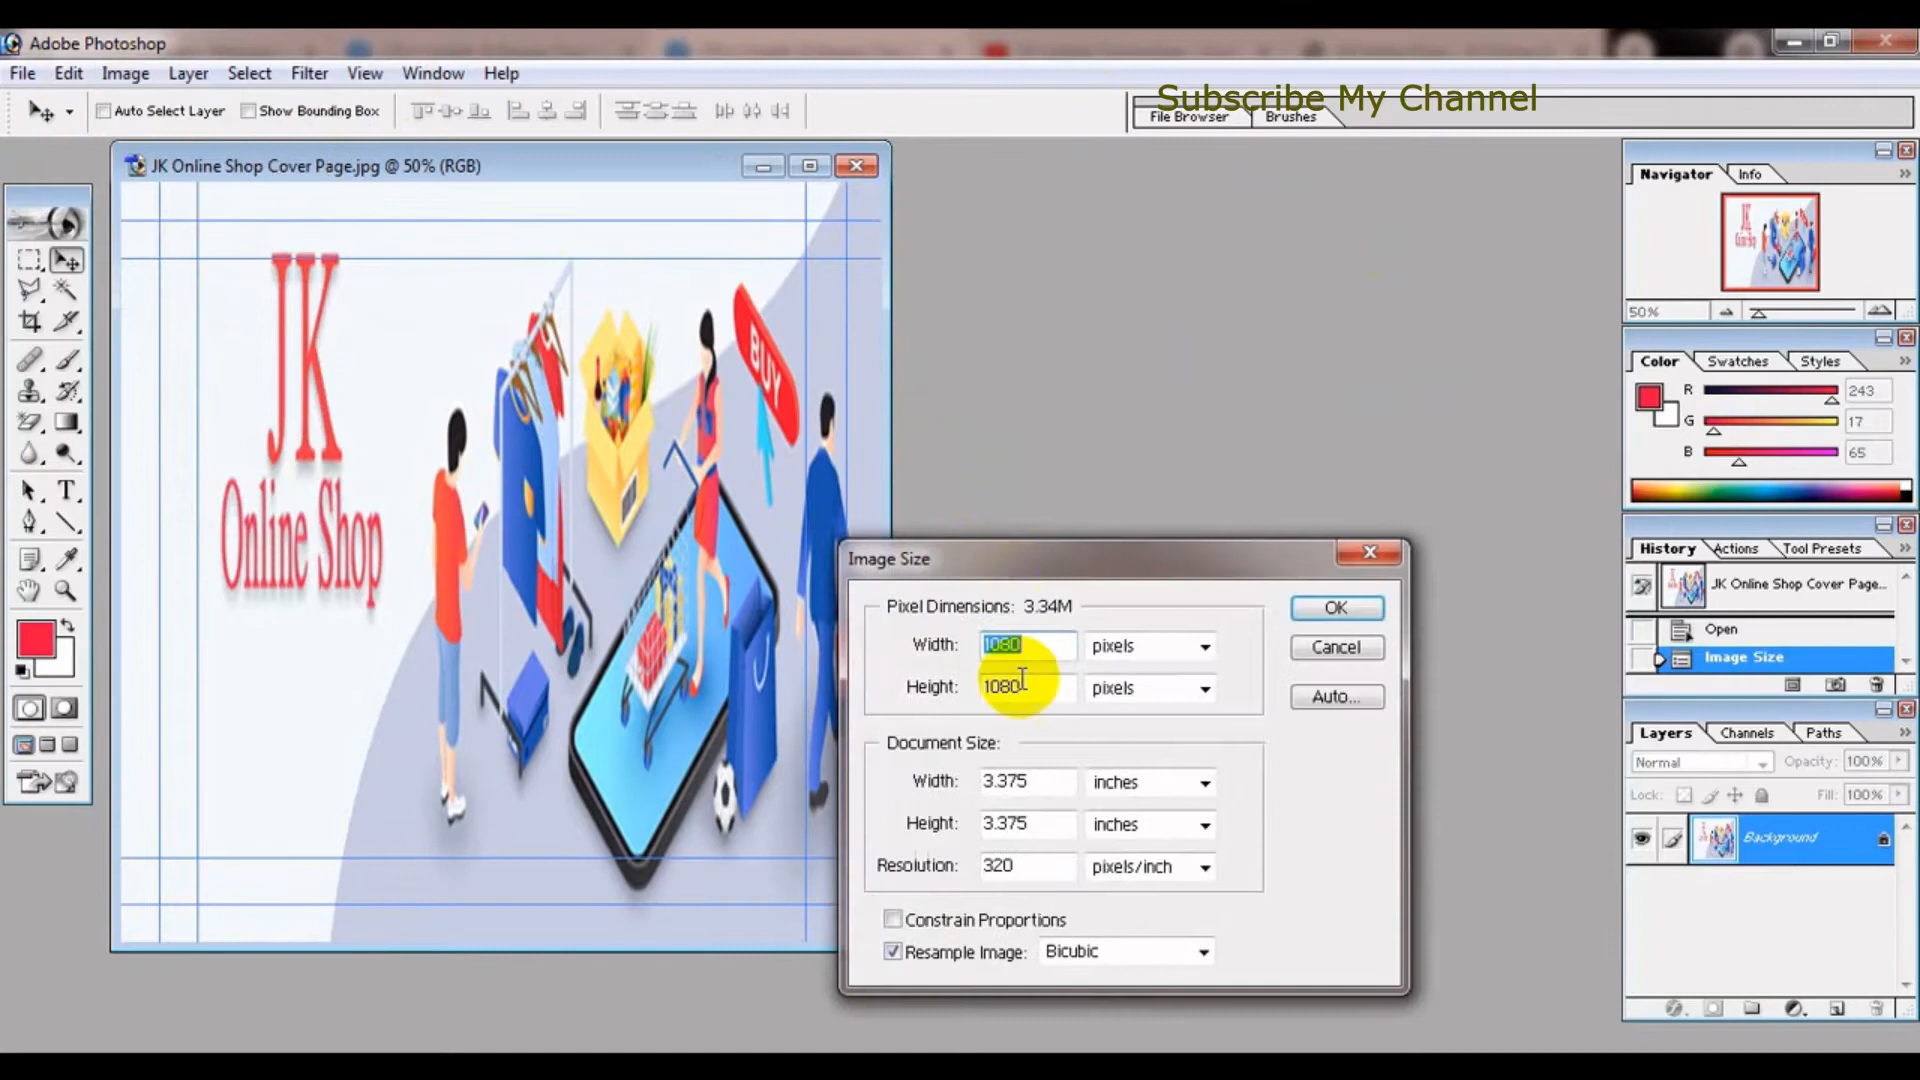 Adobe Photoshop
File Edit Image Layer Select Filter View Window Help
Subscribe My Channel
Auto Select Layer Show Bounding Box
File Browser Brushes
JK Online Shop Cover Page.jpg @ 50% (RGB)
JK
Online Shop
BUY
Navigator Info
50%
Color Swatches Styles
R 243
G 17
B 65
History Actions Tool Presets
JK Online Shop Cover Page...
Open
Image Size
Layers Channels Paths
Normal Opacity: 100%
Lock: Fill: 100%
Background
Image Size
Pixel Dimensions: 3.34M
Width: 1080 pixels
Height: 1080 pixels
OK
Cancel
Auto...
Document Size:
Width: 3.375 inches
Height: 3.375 inches
Resolution: 320 pixels/inch
Constrain Proportions
Resample Image: Bicubic